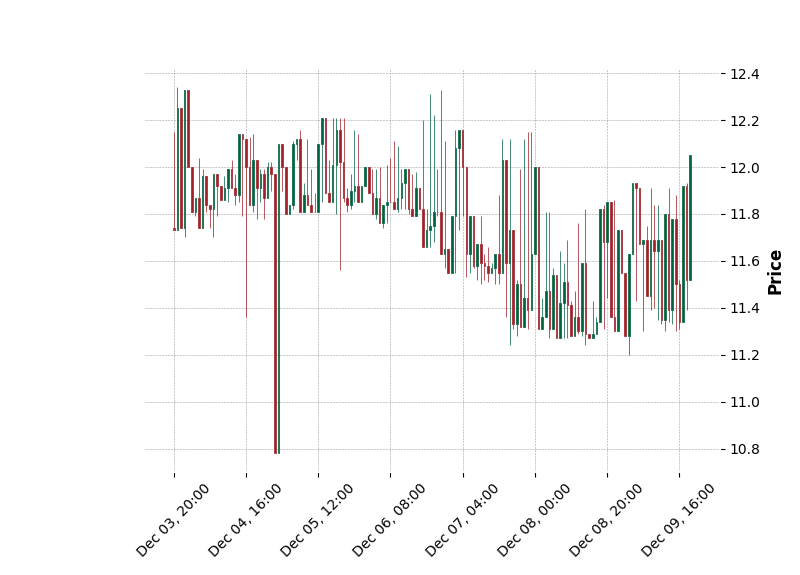 12.4
12.2
12.0
11.8
11.6
11.4
11.2
11.0
10.8
Price
Dec 03, 20:00
Dec 04, 16:00
Dec 05, 12:00
Dec 06, 08:00
Dec 07, 04:00
Dec 08, 00:00
Dec 08, 20:00
Dec 09, 16:00